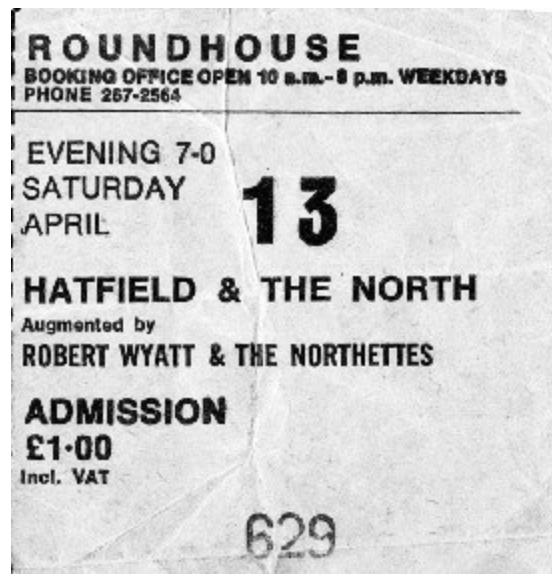 ROUNDHOUSE
BOOKING OFFICE OPEN 10 a.m.- 8 p.m. WEEKDAYS
PHONE 267-2564
EVENING 7-0
SATURDAY
APRIL 13
HATFIELD & THE NORTH
Augmented by
ROBERT WYATT & THE NORTHETTES
ADMISSION
£1·00
Incl. VAT
629